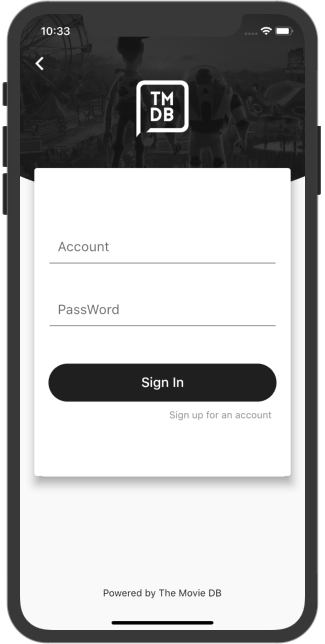 10:33
TM
DB
Account
PassWord
Sign In
Sign up for an account
Powered by The Movie DB